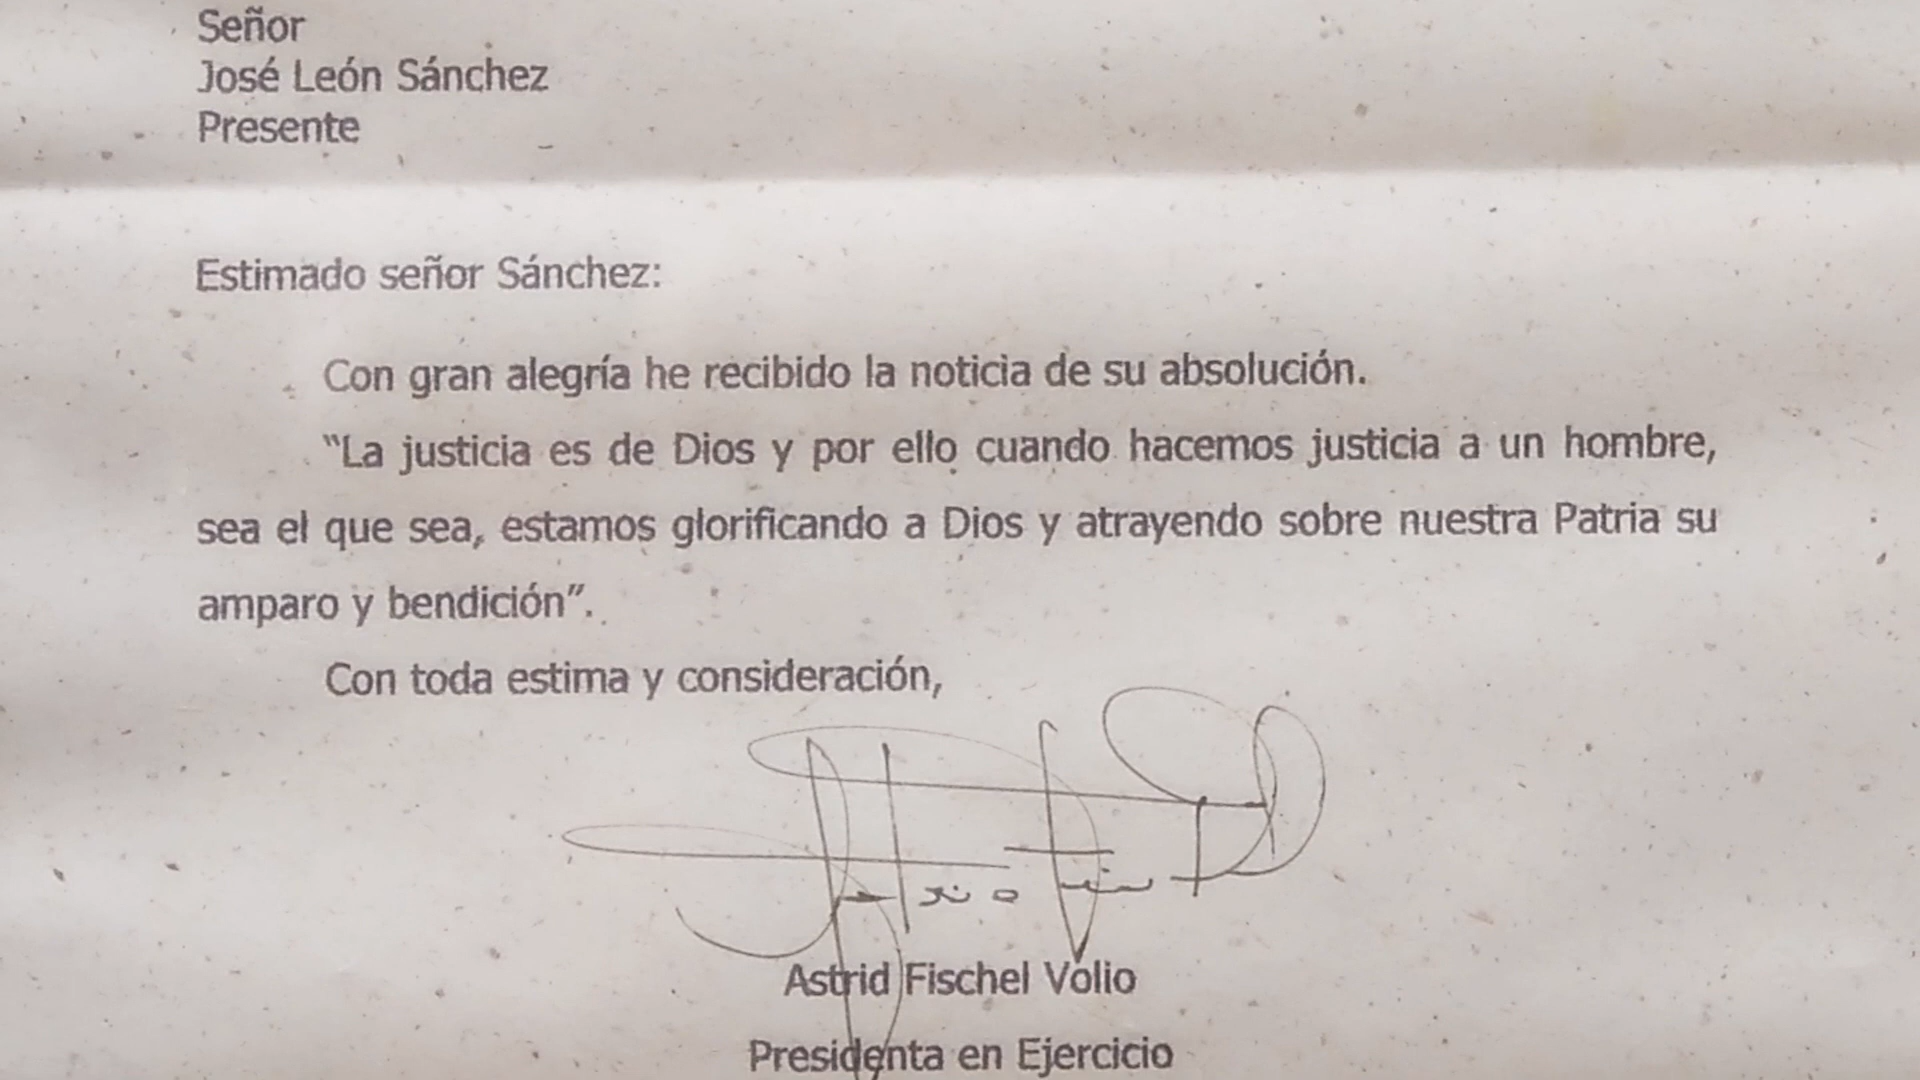 Señor
José León Sánchez
Presente
Estimado señor Sánchez:
Con gran alegría he recibido la noticia de su absolución.
“La justicia es de Dios y por ello cuando hacemos justicia a un hombre,
sea el que sea, estamos glorificando a Dios y atrayendo sobre nuestra Patria su
amparo y bendición”.
Con toda estima y consideración,
Astrid Fischel Volio
Presidenta en Ejercicio